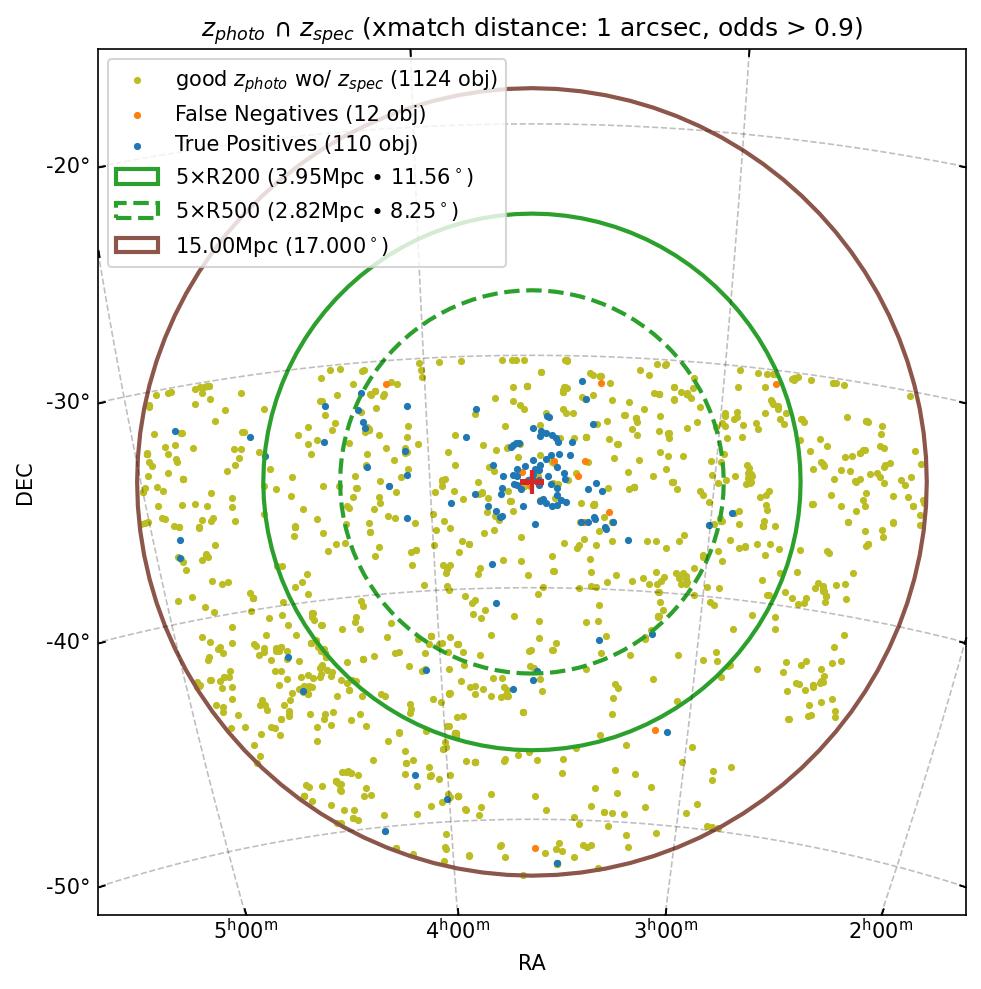 z_photo ∩ z_spec (xmatch distance: 1 arcsec, odds > 0.9)
good z_photo wo/ z_spec (1124 obj)
False Negatives (12 obj)
True Positives (110 obj)
5×R200 (3.95Mpc • 11.56°)
5×R500 (2.82Mpc • 8.25°)
15.00Mpc (17.000°)
-20°
-30°
-40°
-50°
DEC
5ʰ00ᵐ
4ʰ00ᵐ
3ʰ00ᵐ
2ʰ00ᵐ
RA